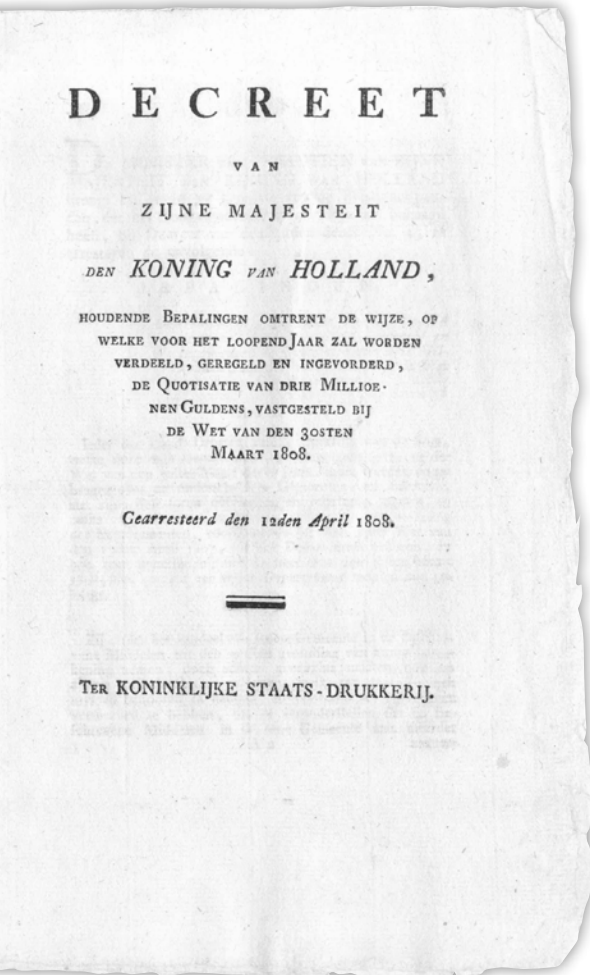 DECREET
VAN
ZIJNE MAJESTEIT
DEN KONING VAN HOLLAND,
HOUDENDE BEPALINGEN OMTRENT DE WIJZE, OP
WELKE VOOR HET LOOPEND JAAR ZAL WORDEN
VERDEELD, GEREGELD EN INGEVORDERD,
DE QUOTISATIE VAN DRIE MILLIOE-
NEN GULDENS, VASTGESTELD BIJ
DE WET VAN DEN 30STEN
MAART 1808.
Gearresteerd den 12den April 1808.
TER KONINKLIJKE STAATS-DRUKKERIJ.